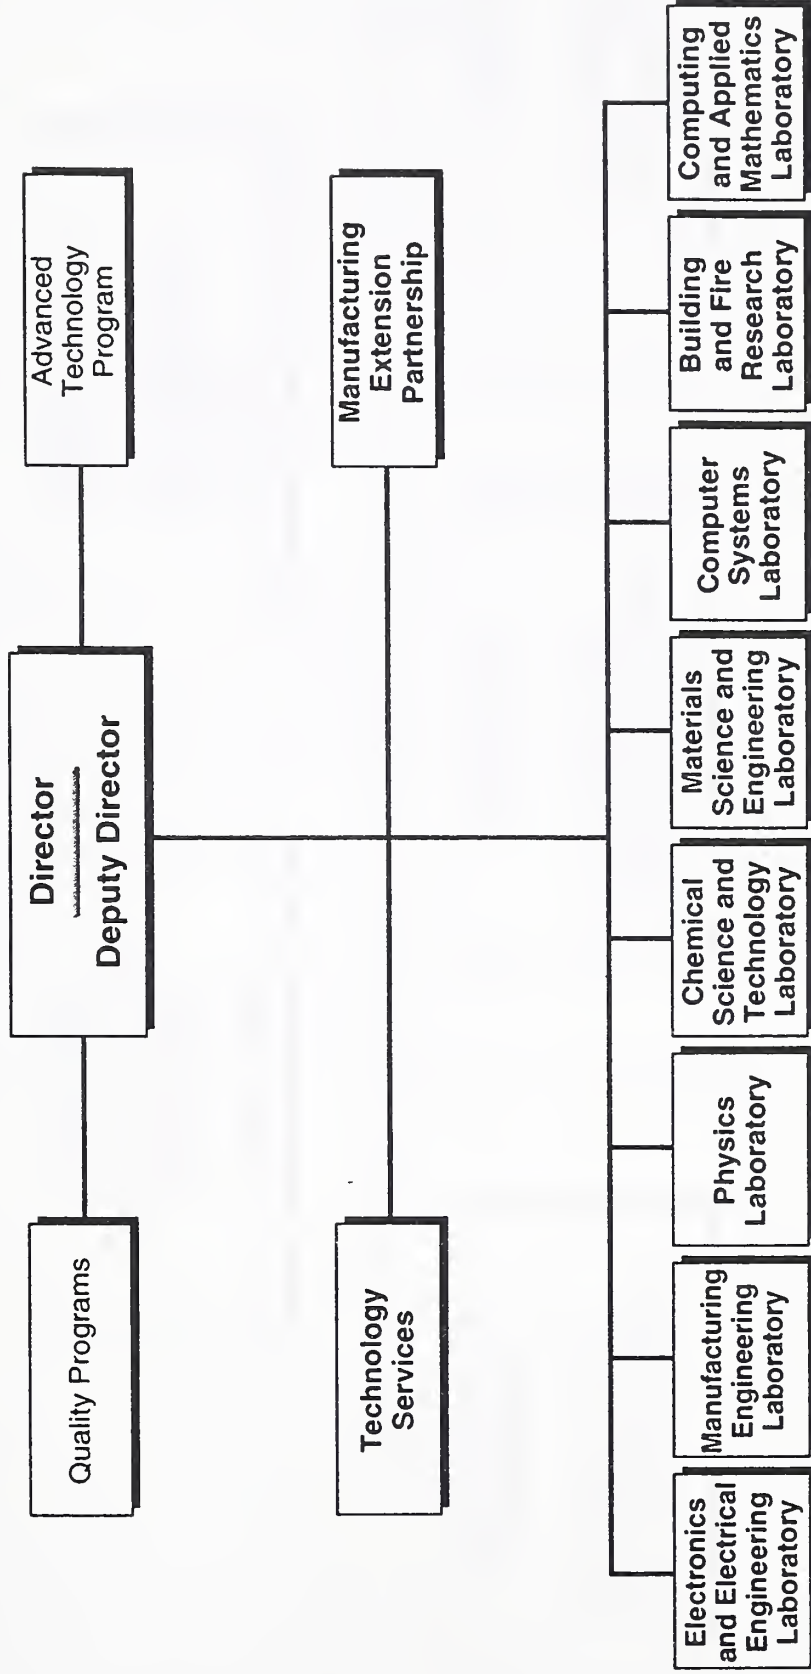 Director
Deputy Director
Quality Programs
Advanced
Technology
Program
Technology
Services
Manufacturing
Extension
Partnership
Electronics
and Electrical
Engineering
Laboratory
Manufacturing
Engineering
Laboratory
Physics
Laboratory
Chemical
Science and
Technology
Laboratory
Materials
Science and
Engineering
Laboratory
Computer
Systems
Laboratory
Building
and Fire
Research
Laboratory
Computing
and Applied
Mathematics
Laboratory